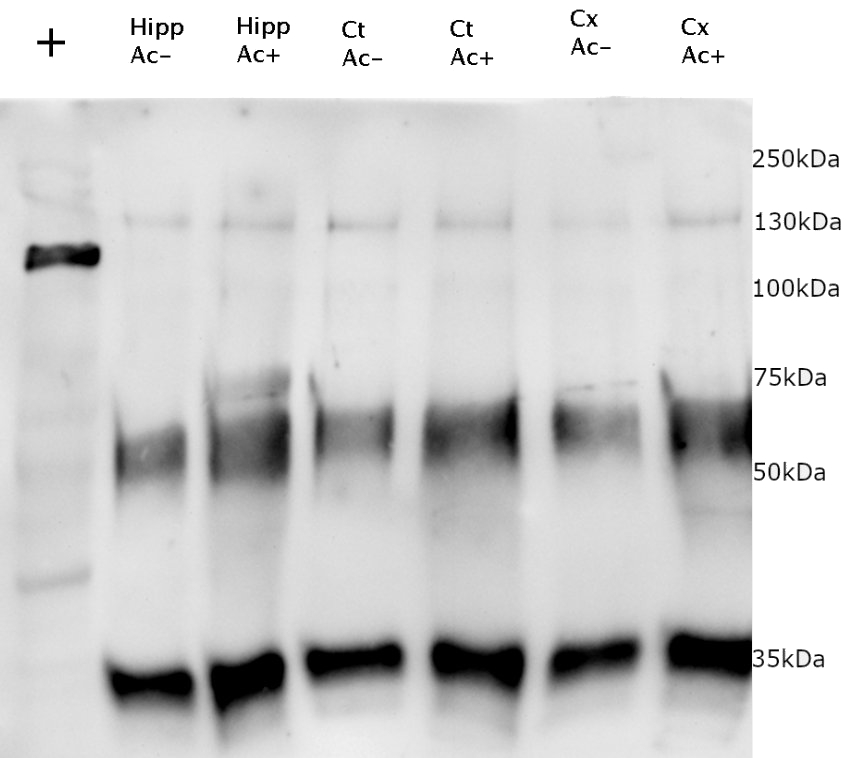 +
Hipp
Ac−
Hipp
Ac+
Ct
Ac−
Ct
Ac+
Cx
Ac−
Cx
Ac+
250kDa
130kDa
100kDa
75kDa
50kDa
35kDa